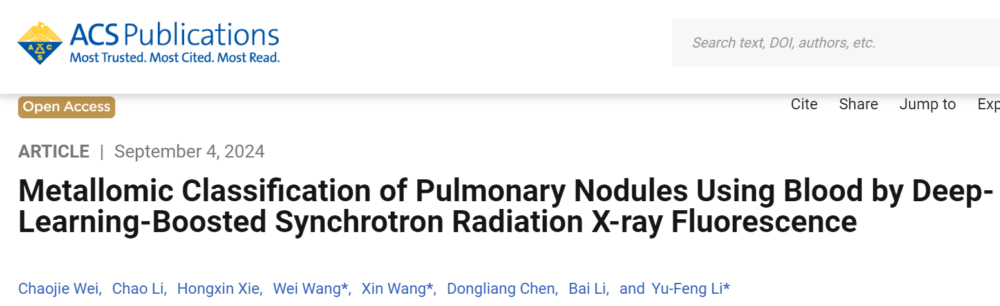 ACS Publications
Most Trusted. Most Cited. Most Read.
A C
S
Search text, DOI, authors, etc.
Open Access
Cite Share Jump to Exp
ARTICLE | September 4, 2024
Metallomic Classification of Pulmonary Nodules Using Blood by Deep-
Learning-Boosted Synchrotron Radiation X-ray Fluorescence
Chaojie Wei, Chao Li, Hongxin Xie, Wei Wang*, Xin Wang*, Dongliang Chen, Bai Li, and Yu-Feng Li*